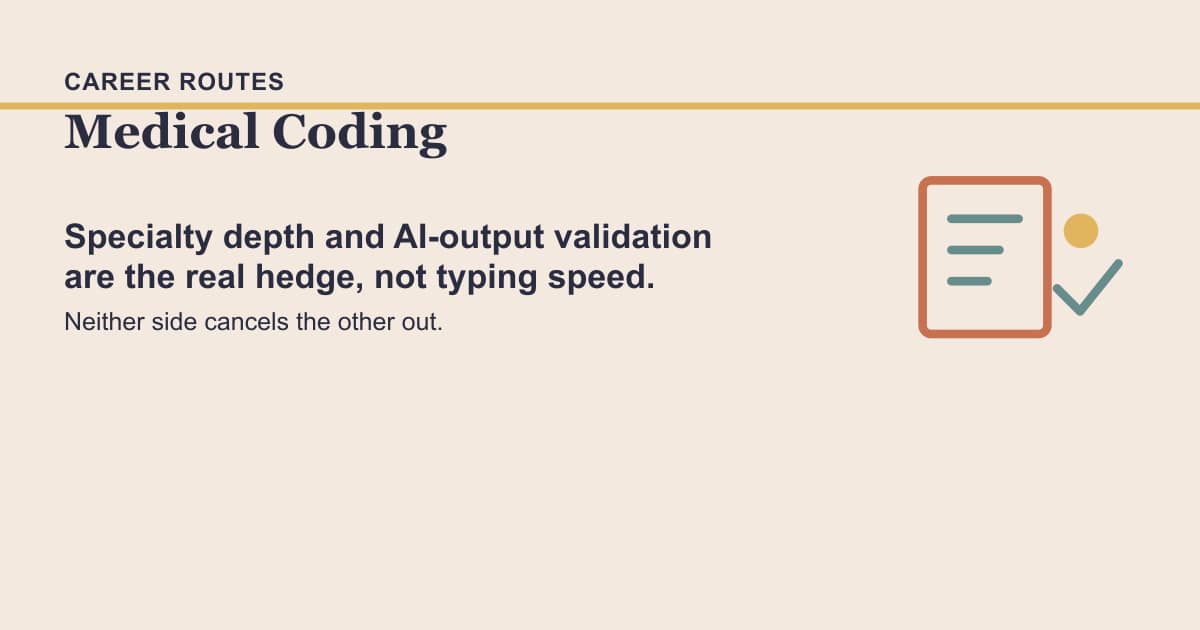 CAREER ROUTES
Medical Coding
Specialty depth and AI-output validation
are the real hedge, not typing speed.
Neither side cancels the other out.